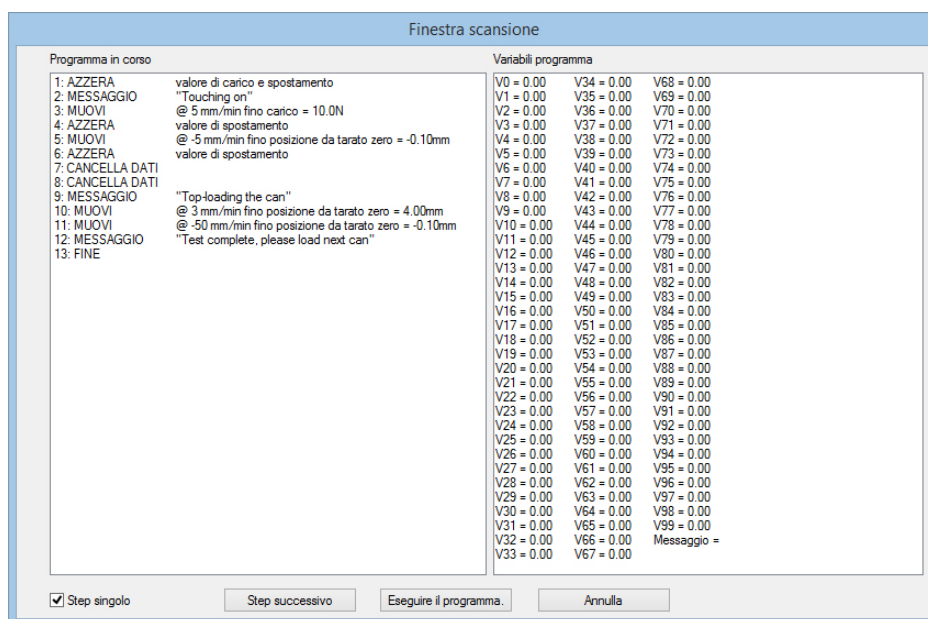 Finestra scansione
Programma in corso
1: AZZERA valore di carico e spostamento
2: MESSAGGIO "Touching on"
3: MUOVI @ 5 mm/min fino carico = 10.0N
4: AZZERA valore di spostamento
5: MUOVI @ -5 mm/min fino posizione da tarato zero = -0.10mm
6: AZZERA valore di spostamento
7: CANCELLA DATI
8: CANCELLA DATI
9: MESSAGGIO "Top-loading the can"
10: MUOVI @ 3 mm/min fino posizione da tarato zero = 4.00mm
11: MUOVI @ -50 mm/min fino posizione da tarato zero = -0.10mm
12: MESSAGGIO "Test complete, please load next can"
13: FINE
Variabili programma
V0 = 0.00 V34 = 0.00 V68 = 0.00
V1 = 0.00 V35 = 0.00 V69 = 0.00
V2 = 0.00 V36 = 0.00 V70 = 0.00
V3 = 0.00 V37 = 0.00 V71 = 0.00
V4 = 0.00 V38 = 0.00 V72 = 0.00
V5 = 0.00 V39 = 0.00 V73 = 0.00
V6 = 0.00 V40 = 0.00 V74 = 0.00
V7 = 0.00 V41 = 0.00 V75 = 0.00
V8 = 0.00 V42 = 0.00 V76 = 0.00
V9 = 0.00 V43 = 0.00 V77 = 0.00
V10 = 0.00 V44 = 0.00 V78 = 0.00
V11 = 0.00 V45 = 0.00 V79 = 0.00
V12 = 0.00 V46 = 0.00 V80 = 0.00
V13 = 0.00 V47 = 0.00 V81 = 0.00
V14 = 0.00 V48 = 0.00 V82 = 0.00
V15 = 0.00 V49 = 0.00 V83 = 0.00
V16 = 0.00 V50 = 0.00 V84 = 0.00
V17 = 0.00 V51 = 0.00 V85 = 0.00
V18 = 0.00 V52 = 0.00 V86 = 0.00
V19 = 0.00 V53 = 0.00 V87 = 0.00
V20 = 0.00 V54 = 0.00 V88 = 0.00
V21 = 0.00 V55 = 0.00 V89 = 0.00
V22 = 0.00 V56 = 0.00 V90 = 0.00
V23 = 0.00 V57 = 0.00 V91 = 0.00
V24 = 0.00 V58 = 0.00 V92 = 0.00
V25 = 0.00 V59 = 0.00 V93 = 0.00
V26 = 0.00 V60 = 0.00 V94 = 0.00
V27 = 0.00 V61 = 0.00 V95 = 0.00
V28 = 0.00 V62 = 0.00 V96 = 0.00
V29 = 0.00 V63 = 0.00 V97 = 0.00
V30 = 0.00 V64 = 0.00 V98 = 0.00
V31 = 0.00 V65 = 0.00 V99 = 0.00
V32 = 0.00 V66 = 0.00 Messaggio =
V33 = 0.00 V67 = 0.00
Step singolo Step successivo Eseguire il programma. Annulla